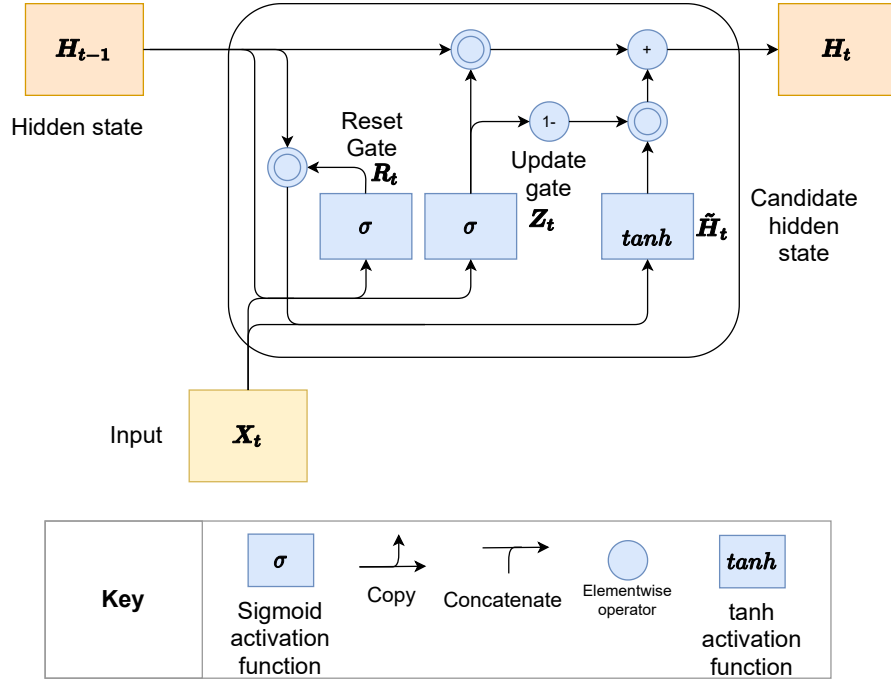 H_{t-1}
H_t
+
Hidden state
1-
Reset
Gate
R_t
Update
gate
Z_t
σ
σ
tanh
H̃_t
Candidate
hidden
state
Input
X_t
Key
σ
Sigmoid
activation
function
Copy
Concatenate
Elementwise
operator
tanh
tanh
activation
function